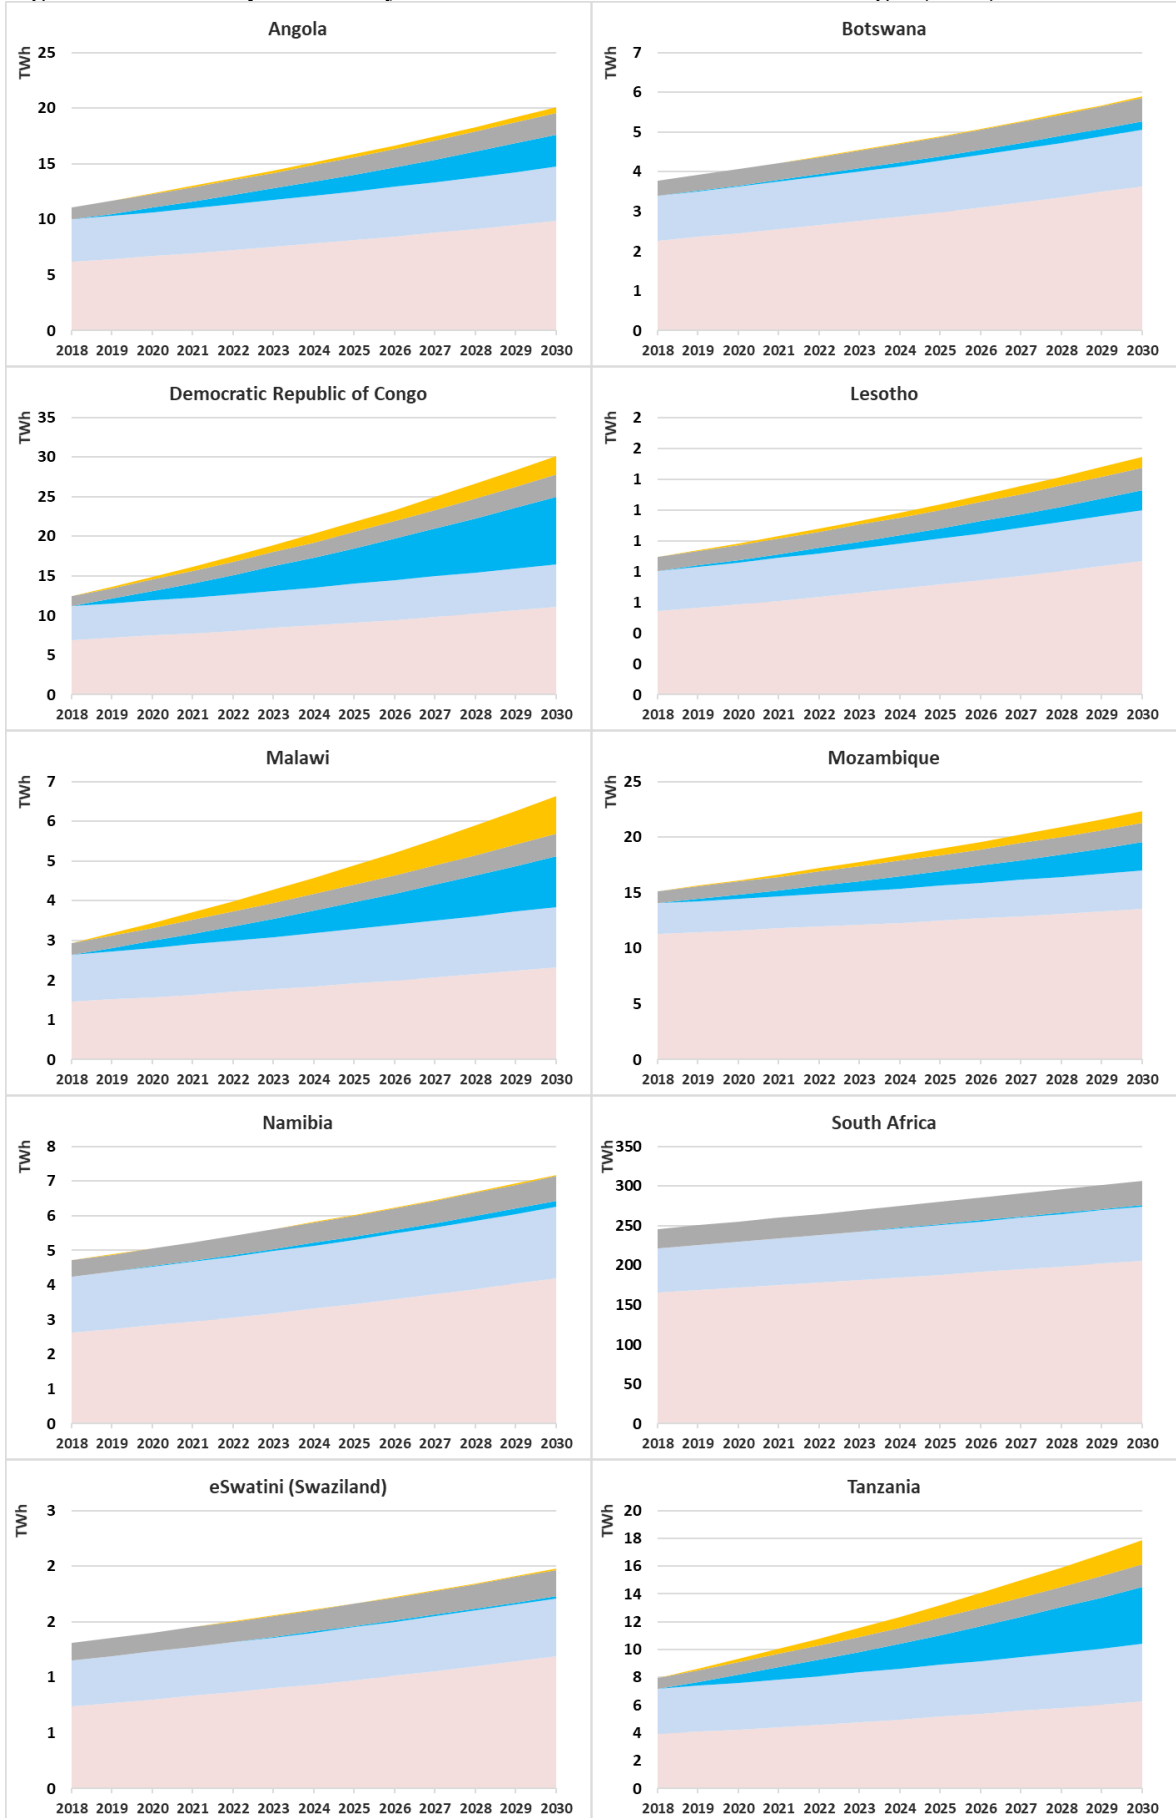 Angola Botswana
TWh 25 TWh 7
20 6
15 5
10 4
5 3
0 2
1
0
2018 2019 2020 2021 2022 2023 2024 2025 2026 2027 2028 2029 2030 2018 2019 2020 2021 2022 2023 2024 2025 2026 2027 2028 2029 2030
Democratic Republic of Congo Lesotho
TWh 35 TWh 2
30 2
25 1
20 1
15 1
10 1
5 1
0 0
0
0
2018 2019 2020 2021 2022 2023 2024 2025 2026 2027 2028 2029 2030 2018 2019 2020 2021 2022 2023 2024 2025 2026 2027 2028 2029 2030
Malawi Mozambique
TWh 7 TWh 25
6 20
5 15
4 10
3 5
2 0
1
0
2018 2019 2020 2021 2022 2023 2024 2025 2026 2027 2028 2029 2030 2018 2019 2020 2021 2022 2023 2024 2025 2026 2027 2028 2029 2030
Namibia South Africa
TWh 8 TWh 350
7 300
6 250
5 200
4 150
3 100
2 50
1 0
0
2018 2019 2020 2021 2022 2023 2024 2025 2026 2027 2028 2029 2030 2018 2019 2020 2021 2022 2023 2024 2025 2026 2027 2028 2029 2030
eSwatini (Swaziland) Tanzania
TWh 3 TWh 20
2 18
2 16
1 14
1 12
0 10
8
6
4
2
0
2018 2019 2020 2021 2022 2023 2024 2025 2026 2027 2028 2029 2030 2018 2019 2020 2021 2022 2023 2024 2025 2026 2027 2028 2029 2030